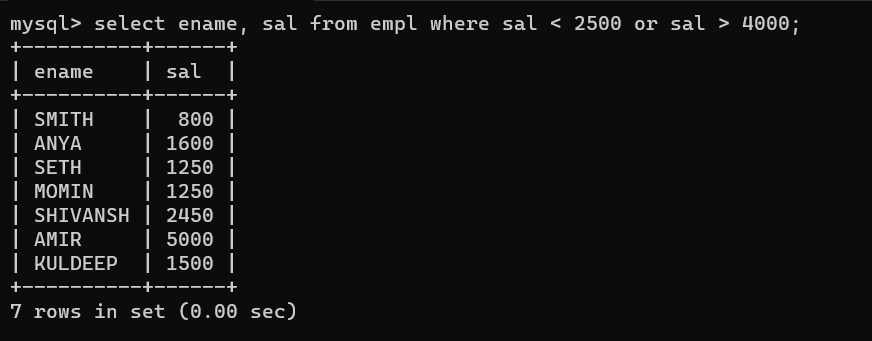 mysql> select ename, sal from empl where sal < 2500 or sal > 4000;
+----------+------+
| ename    | sal  |
+----------+------+
| SMITH    |  800 |
| ANYA     | 1600 |
| SETH     | 1250 |
| MOMIN    | 1250 |
| SHIVANSH | 2450 |
| AMIR     | 5000 |
| KULDEEP  | 1500 |
+----------+------+
7 rows in set (0.00 sec)